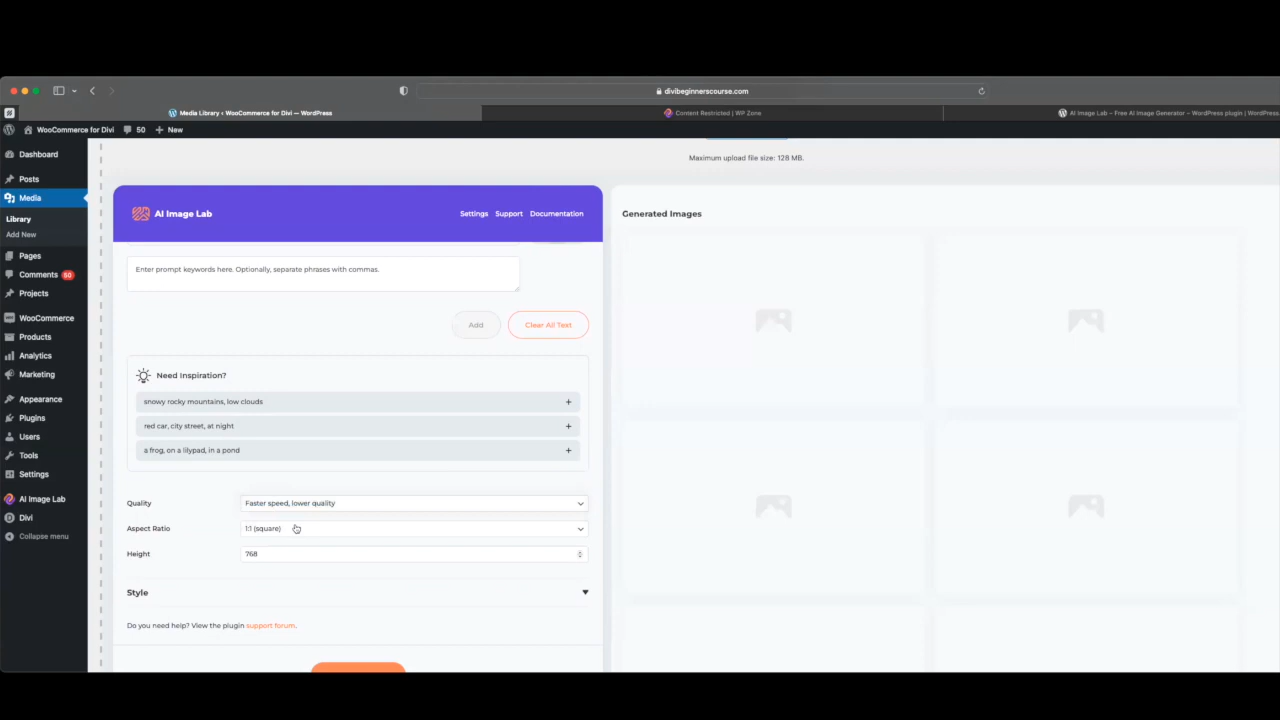 divibeginnerscourse.com
Media Library ‹ WooCommerce for Divi — WordPress
Content Restricted | WP Zone
AI Image Lab – Free AI Image Generator – WordPress plugin | WordPress.
WooCommerce for Divi
50
New
Dashboard
Posts
Media
Library
Add New
Pages
Comments 50
Projects
WooCommerce
Products
Analytics
Marketing
Appearance
Plugins
Users
Tools
Settings
AI Image Lab
Divi
Collapse menu
Maximum upload file size: 128 MB.
AI Image Lab
Settings
Support
Documentation
Enter prompt keywords here. Optionally, separate phrases with commas.
Add
Clear All Text
Need Inspiration?
snowy rocky mountains, low clouds +
red car, city street, at night +
a frog, on a lilypad, in a pond +
Quality
Faster speed, lower quality
Aspect Ratio
1:1 (square)
Height
768
Style
Do you need help? View the plugin support forum.
Generated Images